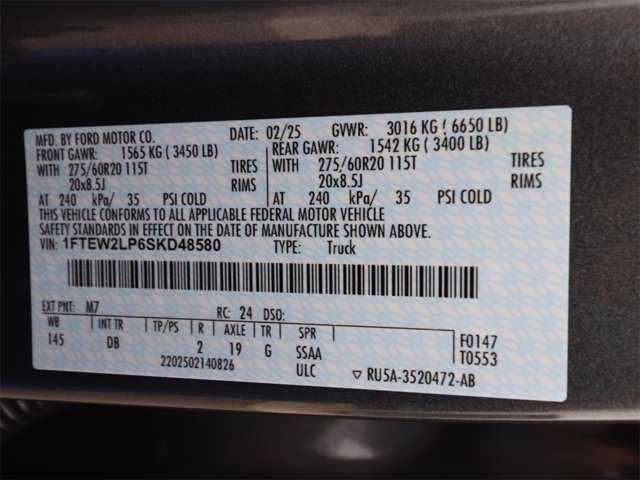 MFD. BY FORD MOTOR CO. DATE: 02/25 GVWR: 3016 KG ( 6650 LB)
FRONT GAWR: 1565 KG ( 3450 LB) REAR GAWR: 1542 KG ( 3400 LB)
WITH 275/60R20 115T TIRES WITH 275/60R20 115T TIRES
20x8.5J RIMS 20x8.5J RIMS
AT 240 kPa/ 35 PSI COLD AT 240 kPa/ 35 PSI COLD
THIS VEHICLE CONFORMS TO ALL APPLICABLE FEDERAL MOTOR VEHICLE
SAFETY STANDARDS IN EFFECT ON THE DATE OF MANUFACTURE SHOWN ABOVE.
VIN: 1FTEW2LP6SKD48580 TYPE: Truck
EXT PNT: M7 RC: 24 DSO:
WB INT TR TP/PS R AXLE TR SPR F0147
145 DB 2 19 G SSAA T0553
2202502140826 ULC ▽ RU5A-3520472-AB